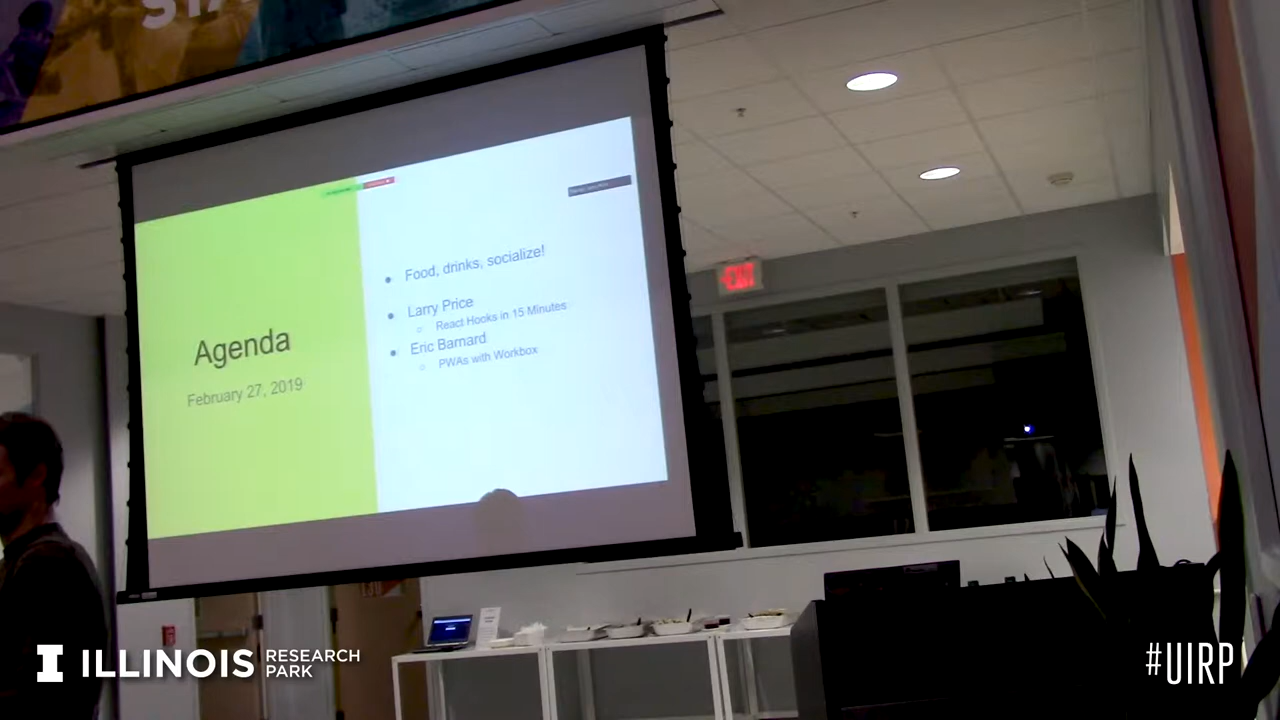 STA
Agenda
February 27, 2019
Food, drinks, socialize!
Larry Price
React Hooks in 15 Minutes
Eric Barnard
PWAs with Workbox
EXIT
ILLINOIS RESEARCH PARK
#UIRP